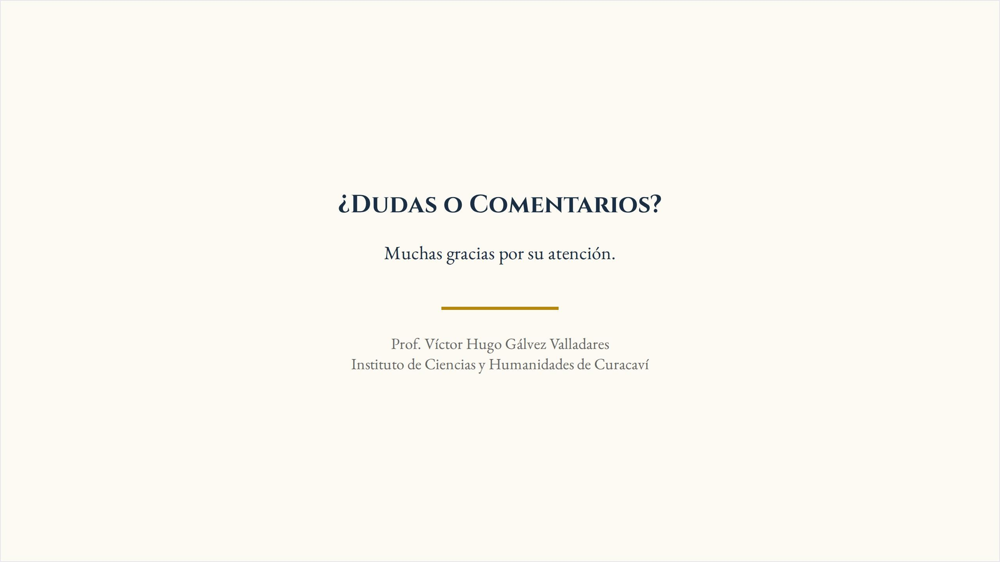 ¿Dudas o Comentarios?
Muchas gracias por su atención.
Prof. Víctor Hugo Gálvez Valladares
Instituto de Ciencias y Humanidades de Curacaví